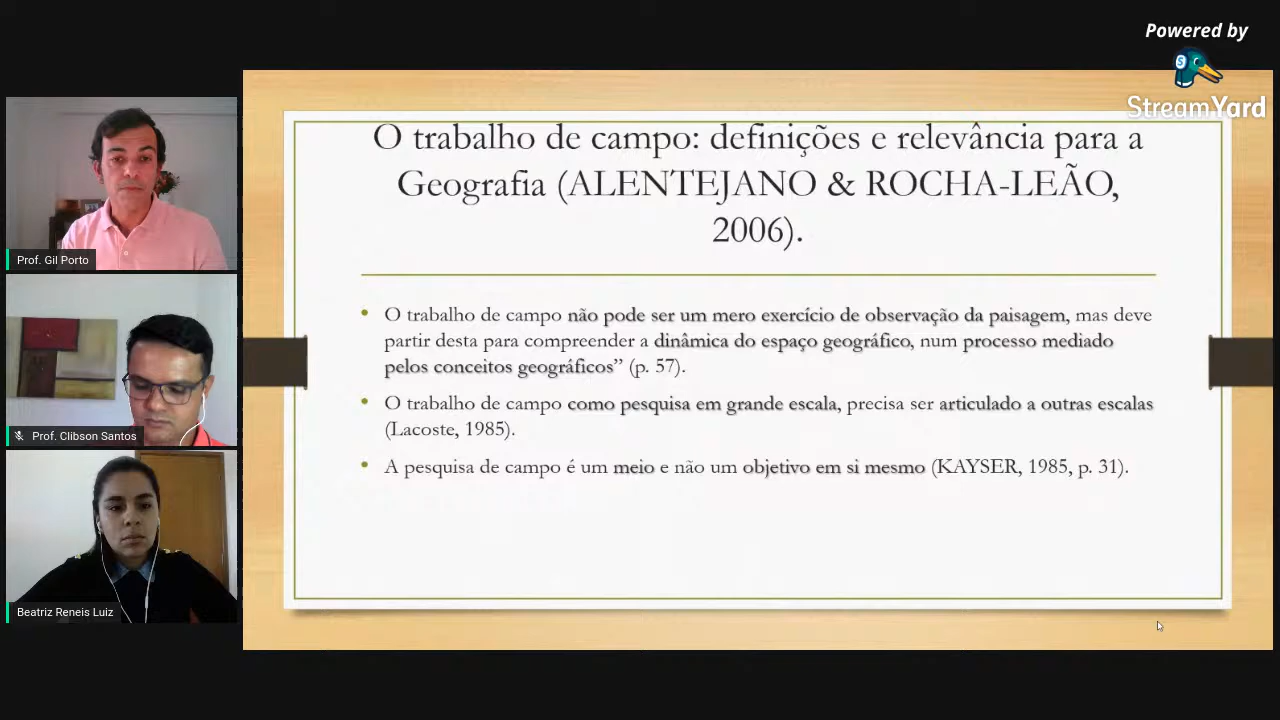 Powered by
StreamYard
O trabalho de campo: definições e relevância para a
Geografia (ALENTEJANO & ROCHA-LEÃO,
2006).
• O trabalho de campo não pode ser um mero exercício de observação da paisagem, mas deve
partir desta para compreender a dinâmica do espaço geográfico, num processo mediado
pelos conceitos geográficos” (p. 57).
• O trabalho de campo como pesquisa em grande escala, precisa ser articulado a outras escalas
(Lacoste, 1985).
• A pesquisa de campo é um meio e não um objetivo em si mesmo (KAYSER, 1985, p. 31).
Prof. Gil Porto
Prof. Clibson Santos
Beatriz Reneis Luiz